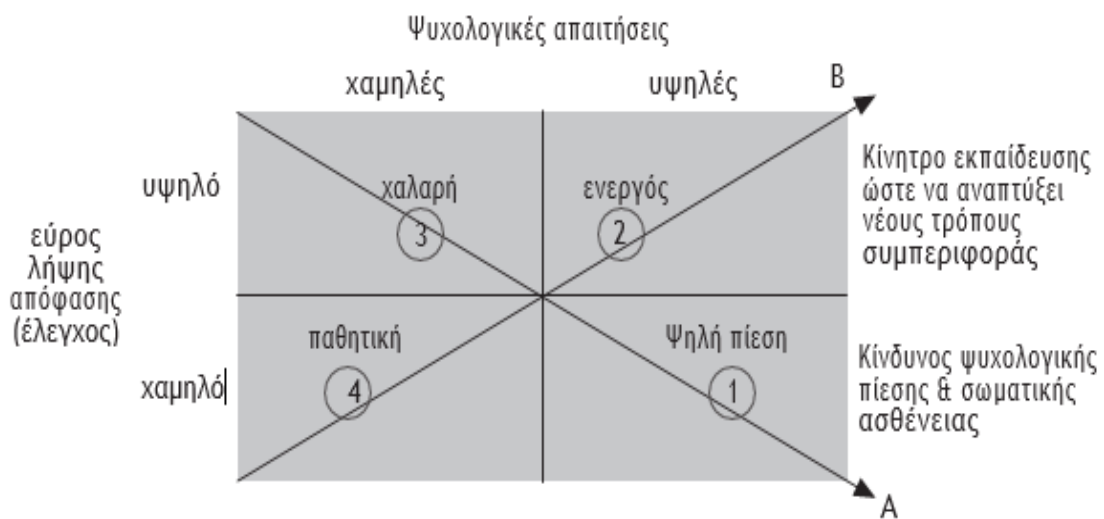 Ψυχολογικές απαιτήσεις
χαμηλές
υψηλές
B
υψηλό
χαλαρή
3
ενεργός
2
Κίνητρο εκπαίδευσης
ώστε να αναπτύξει
νέους τρόπους
συμπεριφοράς
εύρος
λήψης
απόφασης
(έλεγχος)
χαμηλό
παθητική
4
Ψηλή πίεση
1
Κίνδυνος ψυχολογικής
πίεσης & σωματικής
ασθένειας
A